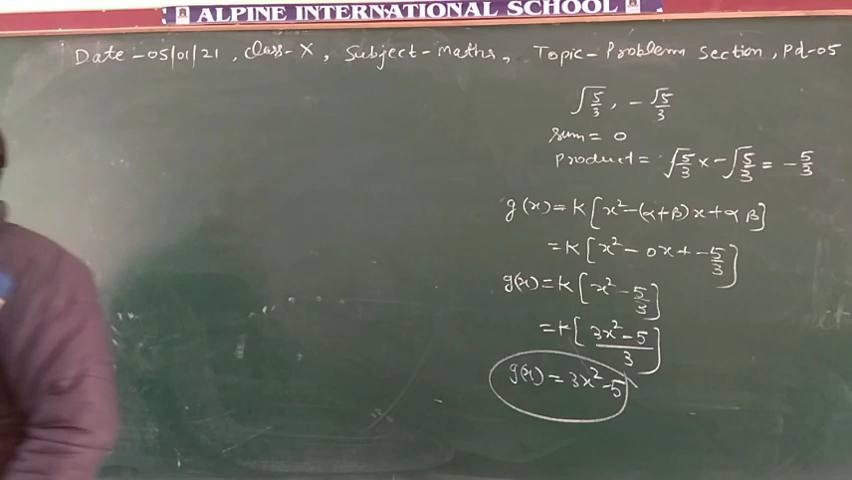 ALPINE INTERNATIONAL SCHOOL
Date - 05/01/21, Class - X, Subject - Maths, Topic - Problem Section, Pd-05
√5/3, -√5/3
sum = 0
product = √5/3 x -√5/3 = -5/3
g(x) = K[x² - (α+β)x + αβ]
= K[x² - 0x + -5/3]
g(x) = K[x² - 5/3]
= K[3x² - 5/3]
g(x) = 3x² - 5